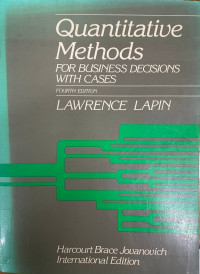 Quantitative
Methods
FOR BUSINESS DECISIONS
WITH CASES
FOURTH EDITION
LAWRENCE LAPIN
Harcourt Brace Jovanovich
International Edition